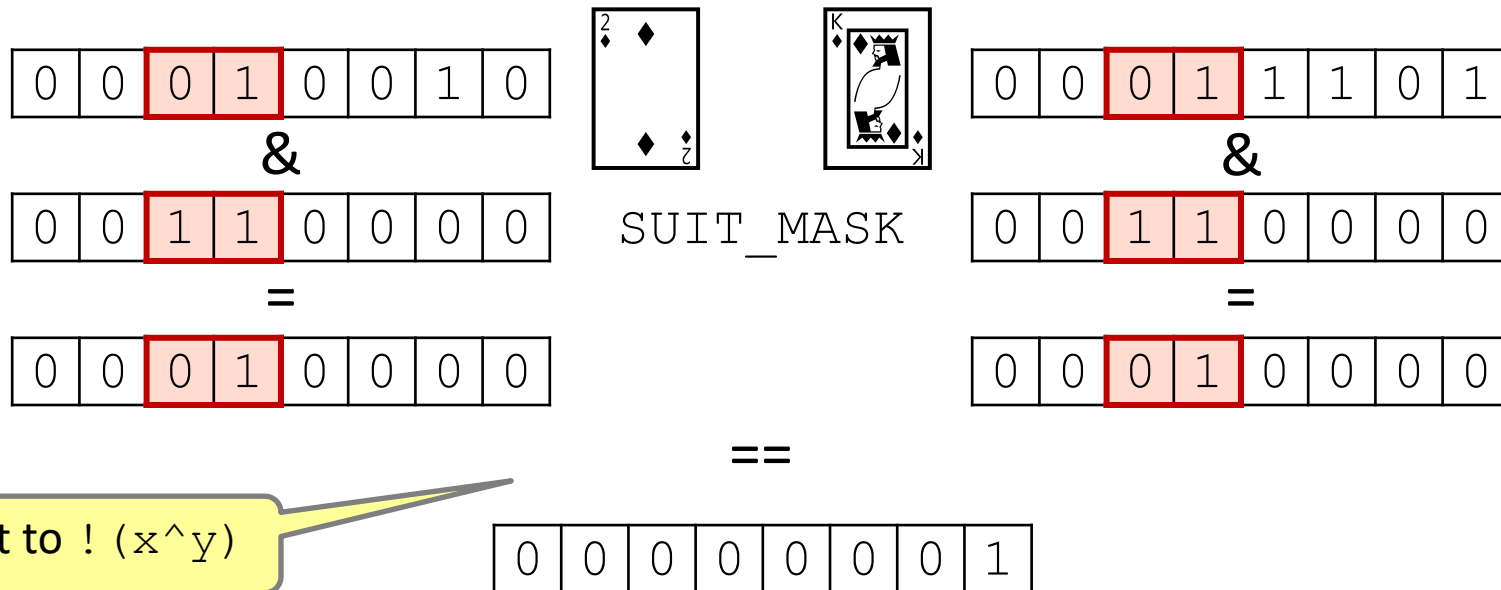 2
2
K
K
0 0 0 1 0 0 1 0
0 0 0 1 1 1 0 1
&
&
0 0 1 1 0 0 0 0
SUIT_MASK
0 0 1 1 0 0 0 0
=
=
0 0 0 1 0 0 0 0
0 0 0 1 0 0 0 0
==
t to !(x^y)
0 0 0 0 0 0 0 1